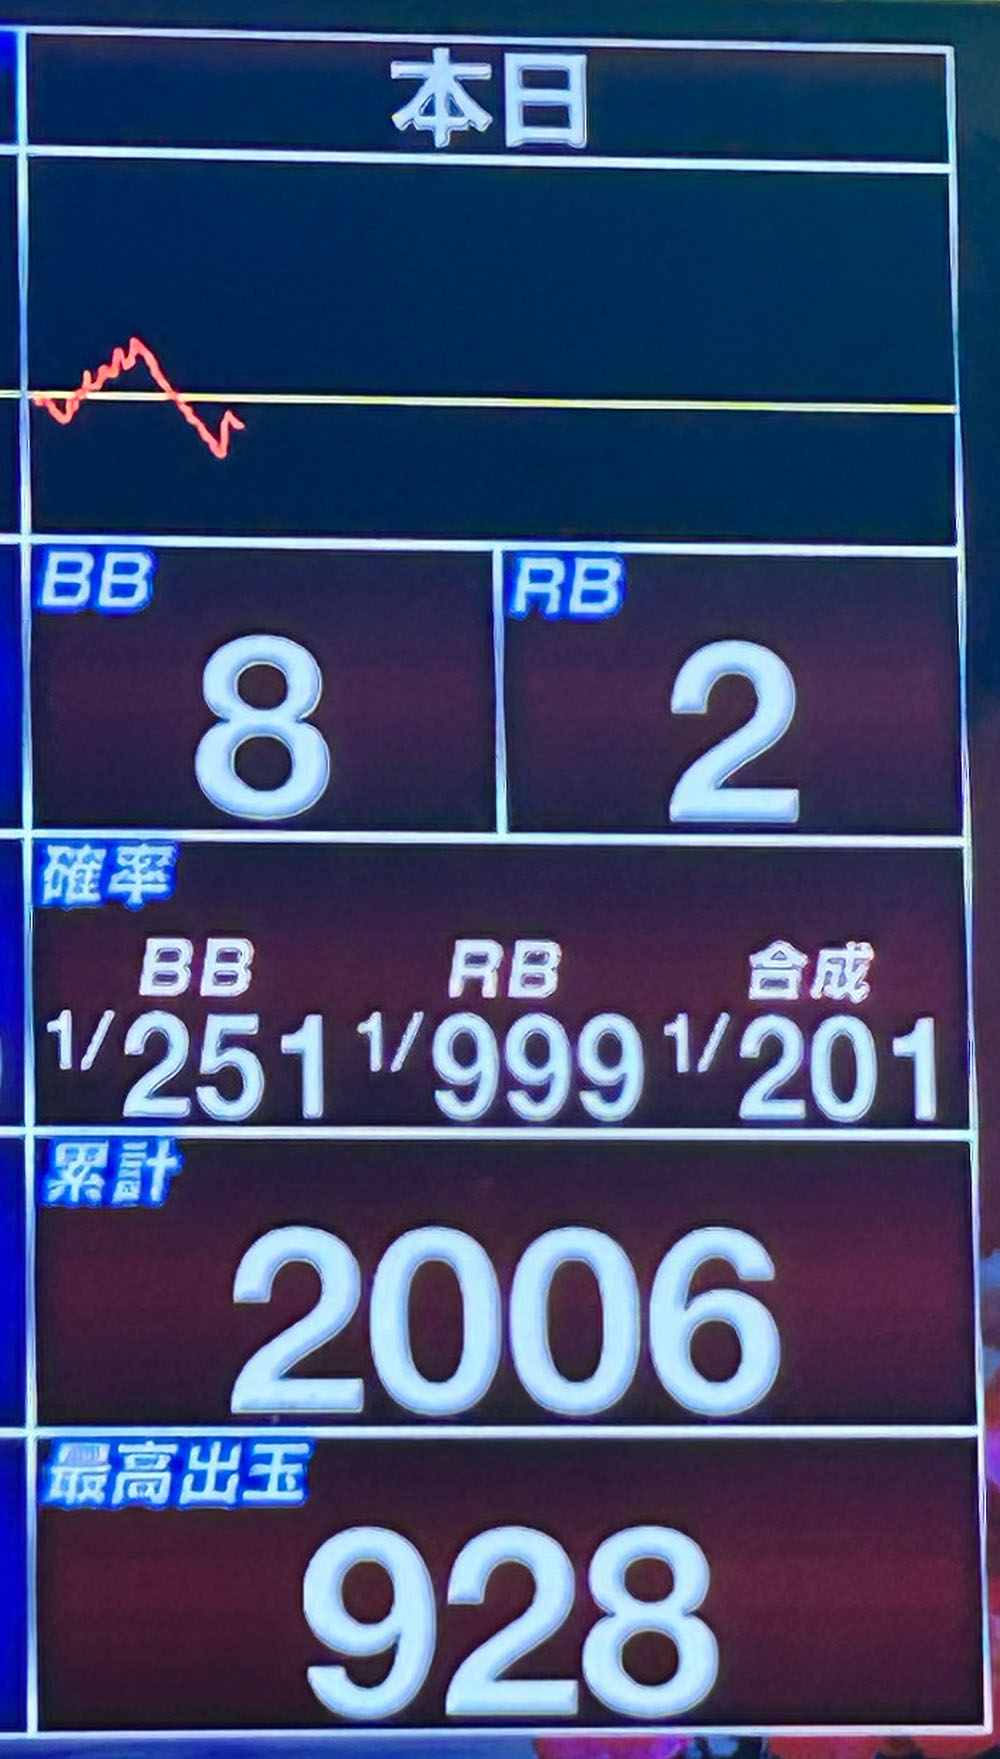 本日
BB
RB
8
2
確率
BB RB 合成
1/251 1/999 1/201
累計
2006
最高出玉
928